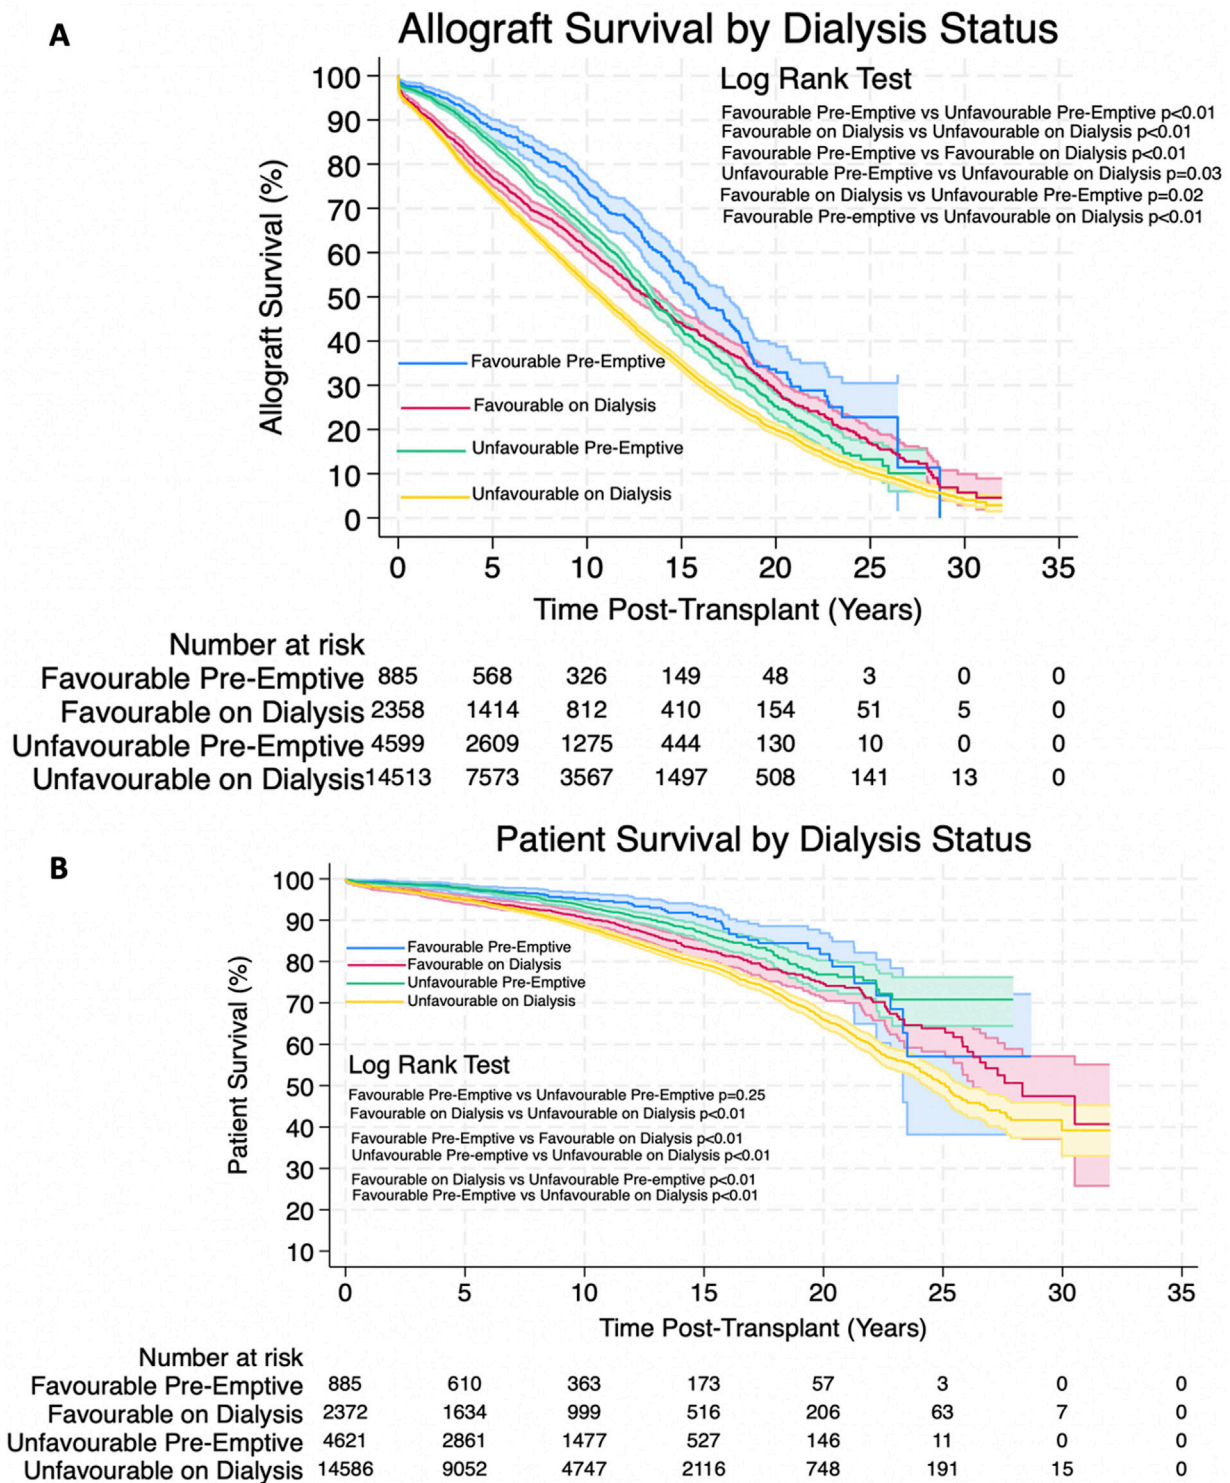 A
Allograft Survival by Dialysis Status
Log Rank Test
Favourable Pre-Emptive vs Unfavourable Pre-Emptive p<0.01
Favourable on Dialysis vs Unfavourable on Dialysis p<0.01
Favourable Pre-Emptive vs Favourable on Dialysis p<0.01
Unfavourable Pre-Emptive vs Unfavourable on Dialysis p=0.03
Favourable on Dialysis vs Unfavourable Pre-Emptive p=0.02
Favourable Pre-emptive vs Unfavourable on Dialysis p<0.01
Allograft Survival (%)
100
90
80
70
60
50
40
30
20
10
0
Favourable Pre-Emptive
Favourable on Dialysis
Unfavourable Pre-Emptive
Unfavourable on Dialysis
0 5 10 15 20 25 30 35
Time Post-Transplant (Years)
Number at risk
Favourable Pre-Emptive 885 568 326 149 48 3 0 0
Favourable on Dialysis 2358 1414 812 410 154 51 5 0
Unfavourable Pre-Emptive 4599 2609 1275 444 130 10 0 0
Unfavourable on Dialysis 14513 7573 3567 1497 508 141 13 0
B
Patient Survival by Dialysis Status
Patient Survival (%)
100
90
80
70
60
50
40
30
20
10
Favourable Pre-Emptive
Favourable on Dialysis
Unfavourable Pre-Emptive
Unfavourable on Dialysis
Log Rank Test
Favourable Pre-Emptive vs Unfavourable Pre-Emptive p=0.25
Favourable on Dialysis vs Unfavourable on Dialysis p<0.01
Favourable Pre-Emptive vs Favourable on Dialysis p<0.01
Unfavourable Pre-emptive vs Unfavourable on Dialysis p<0.01
Favourable on Dialysis vs Unfavourable Pre-emptive p<0.01
Favourable Pre-Emptive vs Unfavourable on Dialysis p<0.01
0 5 10 15 20 25 30 35
Time Post-Transplant (Years)
Number at risk
Favourable Pre-Emptive 885 610 363 173 57 3 0 0
Favourable on Dialysis 2372 1634 999 516 206 63 7 0
Unfavourable Pre-Emptive 4621 2861 1477 527 146 11 0 0
Unfavourable on Dialysis 14586 9052 4747 2116 748 191 15 0